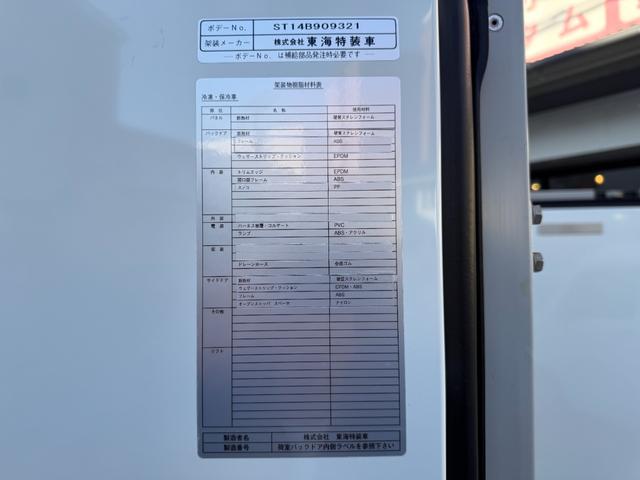 ボデーNo. ST14B909321
架装メーカー 株式会社 東海特装車
ボデーNo. は補給部品発注時必要です
架装物樹脂材料表
冷凍・保冷車
部位 名称 使用材料
パネル 断熱材 硬質スチレンフォーム
バックドア 断熱材 硬質スチレンフォーム
フレーム ABS
ウェザーストリップ・クッション EPDM
内装 トリムエッジ EPDM
開口部フレーム ABS
スノコ PP
外装
電装 ハーネス被覆・コルゲート PVC
ランプ ABS・アクリル
ドレーンホース 合成ゴム
サイドドア 断熱材 硬質スチレンフォーム
ウェザーストリップ・クッション EPDM・ABS
フレーム ABS
オープンストッパ スペーサ ナイロン
その他
リフト
製造者名 株式会社 東海特装車
製造番号 荷室バックドア内側ラベルを参照下さい